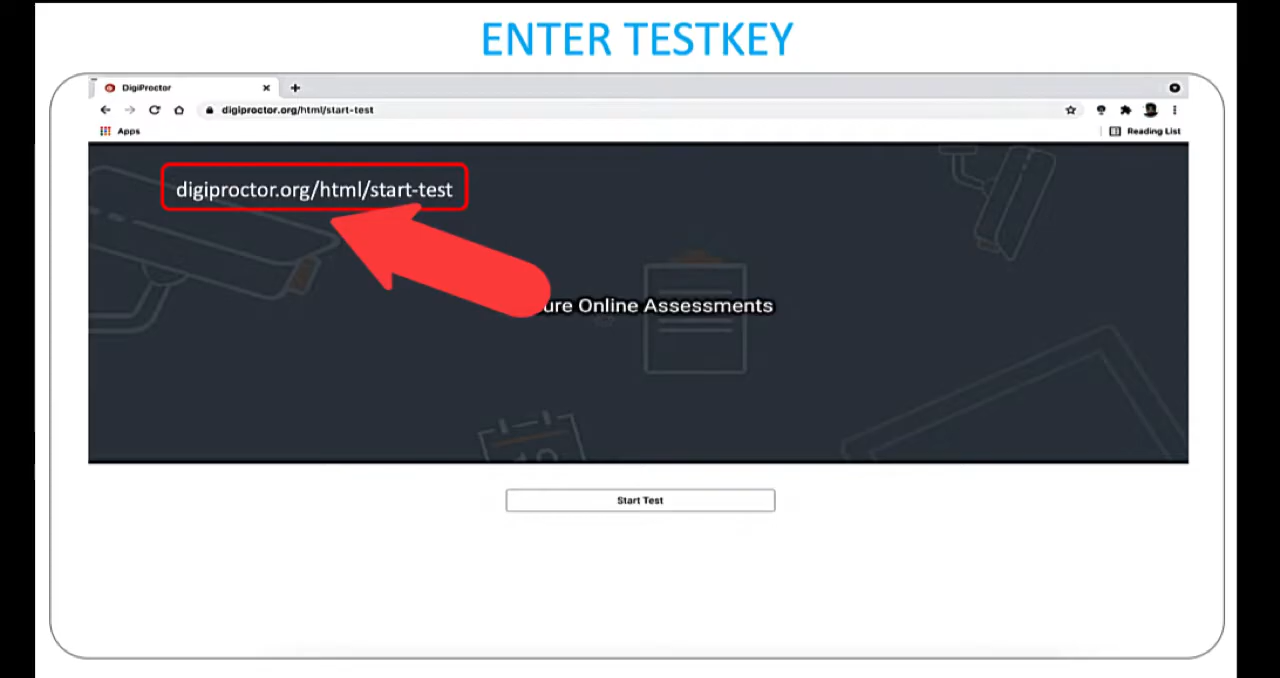 ENTER TESTKEY
DigiProctor
digiproctor.org/html/start-test
Apps
Reading List
digiproctor.org/html/start-test
Online Assessments
Start Test